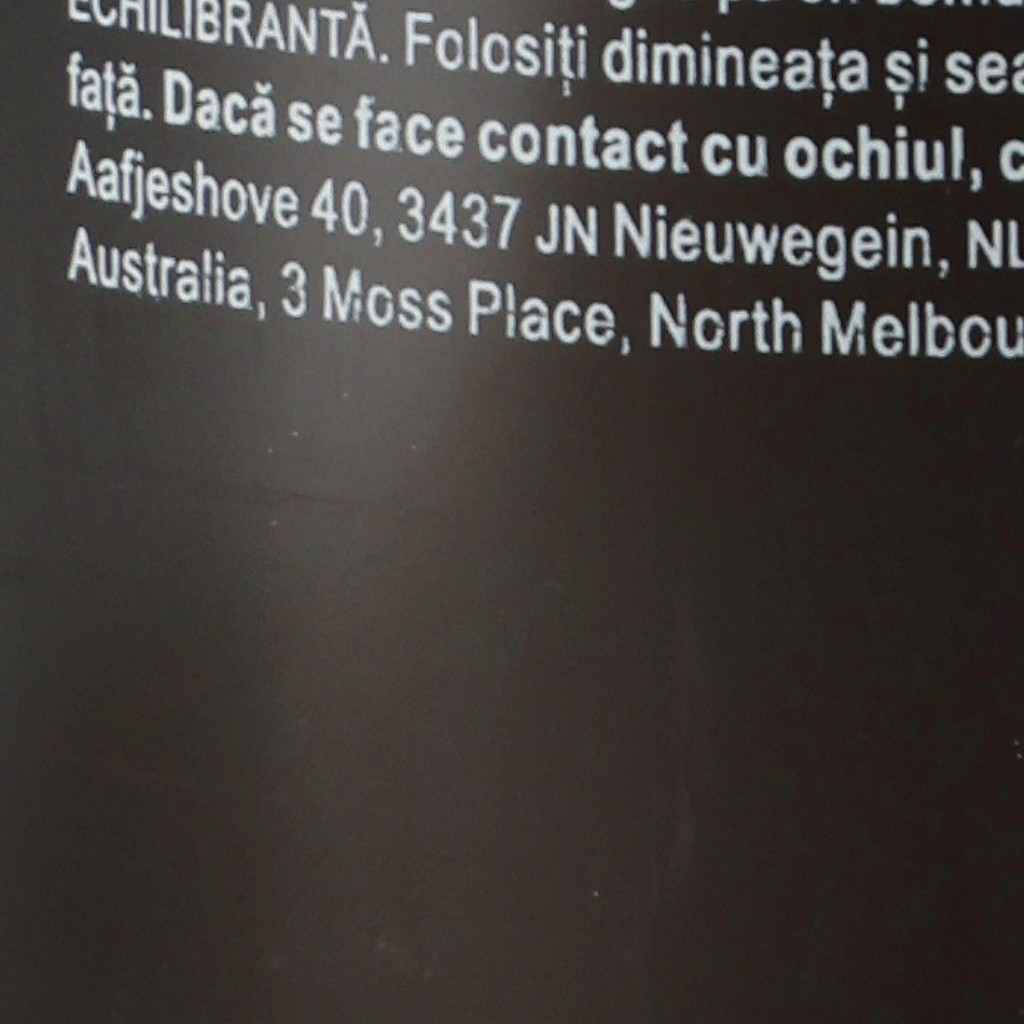 ECHILIBRANTĂ. Folosiți dimineața și
față. Dacă se face contact cu ochiul,
Aafjeshove 40, 3437 JN Nieuwegein, NL
Australia, 3 Moss Place, North